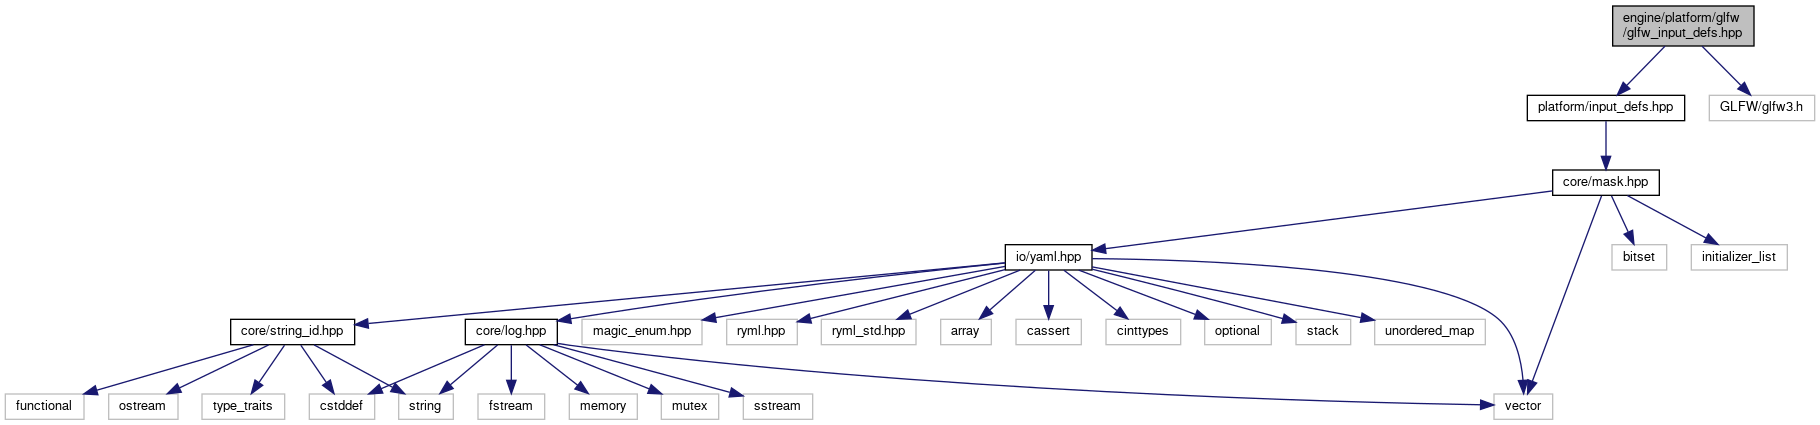 engine/platform/glfw
/glfw_input_defs.hpp
platform/input_defs.hpp
GLFW/glfw3.h
core/mask.hpp
io/yaml.hpp
bitset
initializer_list
core/string_id.hpp
core/log.hpp
magic_enum.hpp
ryml.hpp
ryml_std.hpp
array
cassert
cinttypes
optional
stack
unordered_map
functional
ostream
type_traits
cstddef
string
fstream
memory
mutex
sstream
vector